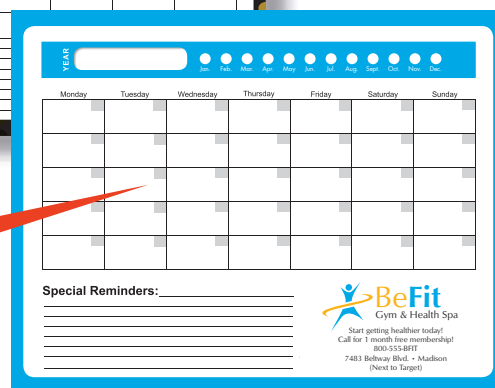 YEAR
Jan. Feb. Mar. Apr. May Jun. Jul. Aug. Sept. Oct. Nov. Dec.
Monday Tuesday Wednesday Thursday Friday Saturday Sunday
Special Reminders:
BeFit
Gym & Health Spa
Start getting healthier today!
Call for 1 month free membership!
800-555-BFIT
7483 Beltway Blvd. • Madison
(Next to Target)